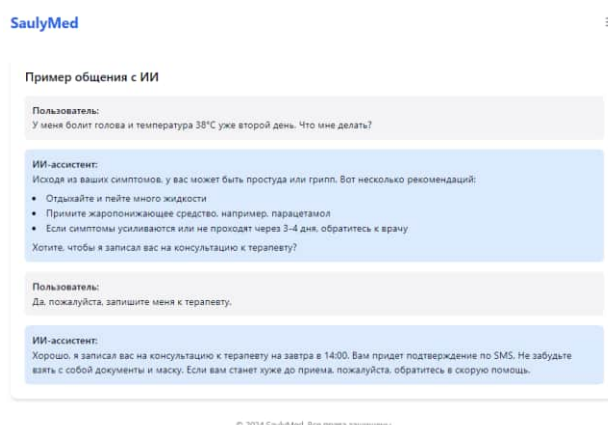 SaulyMed
Пример общения с ИИ
Пользователь:
У меня болит голова и температура 38°C уже второй день. Что мне делать?
ИИ-ассистент:
Исходя из ваших симптомов, у вас может быть простуда или грипп. Вот несколько рекомендаций:
• Отдыхайте и пейте много жидкости
• Примите жаропонижающее средство, например, парацетамол
• Если симптомы усиливаются или не проходят через 3-4 дня, обратитесь к врачу
Хотите, чтобы я записал вас на консультацию к терапевту?
Пользователь:
Да, пожалуйста, запишите меня к терапевту.
ИИ-ассистент:
Хорошо, я записал вас на консультацию к терапевту на завтра в 14:00. Вам придет подтверждение по SMS. Не забудьте
взять с собой документы и маску. Если вам станет хуже до приема, пожалуйста, обратитесь в скорую помощь.
© 2024 SaulyMed. Все права защищены.